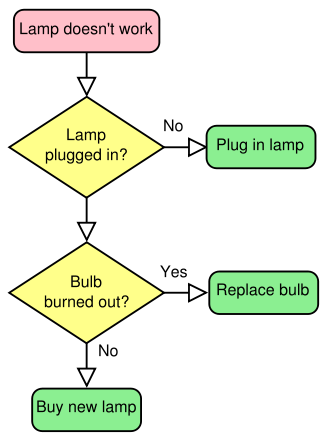 Lamp doesn't work
Lamp
plugged in?
No
Plug in lamp
Bulb
burned out?
Yes
Replace bulb
No
Buy new lamp